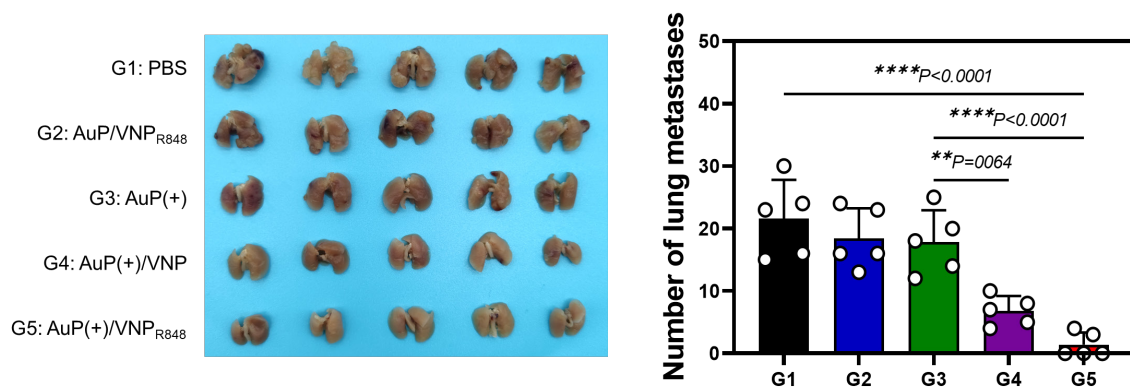 G1: PBS
G2: AuP/VNPR848
G3: AuP(+)
G4: AuP(+)/VNP
G5: AuP(+)/VNPR848
Number of lung metastases
50
40
30
20
10
0
****P<0.0001
****P<0.0001
**P=0064
G1 G2 G3 G4 G5